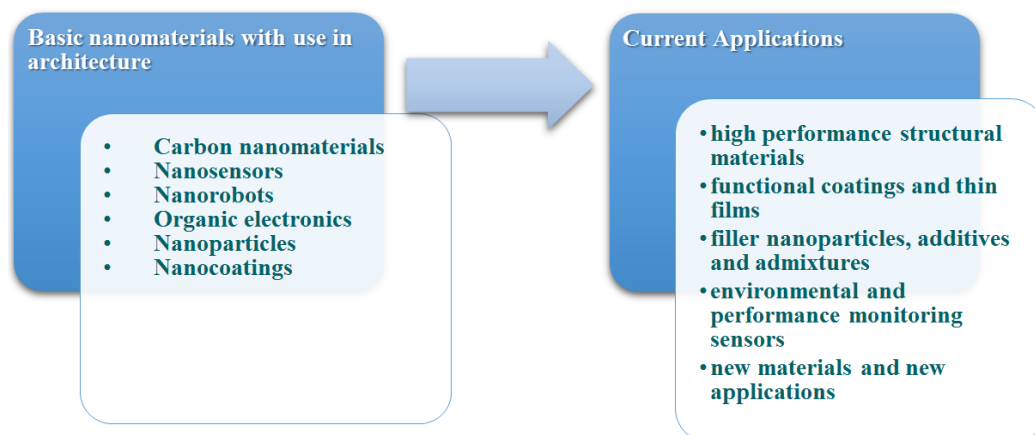 Basic nanomaterials with use in
architecture
• Carbon nanomaterials
• Nanosensors
• Nanorobots
• Organic electronics
• Nanoparticles
• Nanocoatings
Current Applications
• high performance structural
materials
• functional coatings and thin
films
• filler nanoparticles, additives
and admixtures
• environmental and
performance monitoring
sensors
• new materials and new
applications